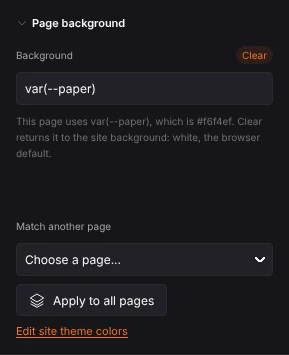 Page background
Background
Clear
var(--paper)
This page uses var(--paper), which is #f6f4ef. Clear
returns it to the site background: white, the browser
default.
Match another page
Choose a page...
Apply to all pages
Edit site theme colors